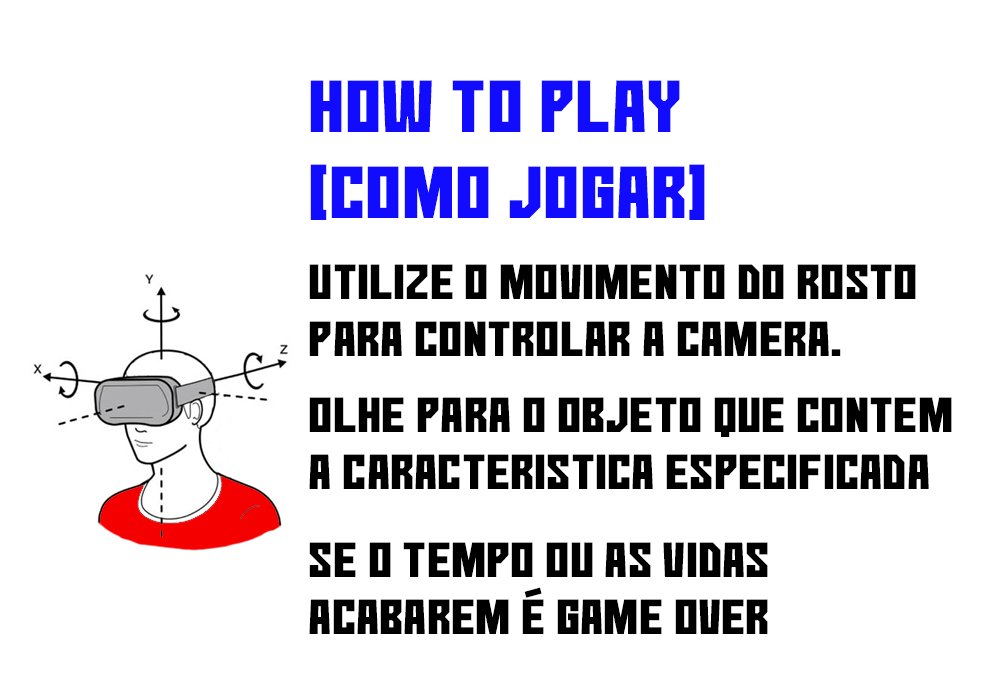 HOW TO PLAY
[COMO JOGAR]
UTILIZE O MOVIMENTO DO ROSTO
PARA CONTROLAR A CAMERA.
OLHE PARA O OBJETO QUE CONTEM
A CARACTERISTICA ESPECIFICADA
SE O TEMPO OU AS VIDAS
ACABAREM É GAME OVER
Y
Z
X